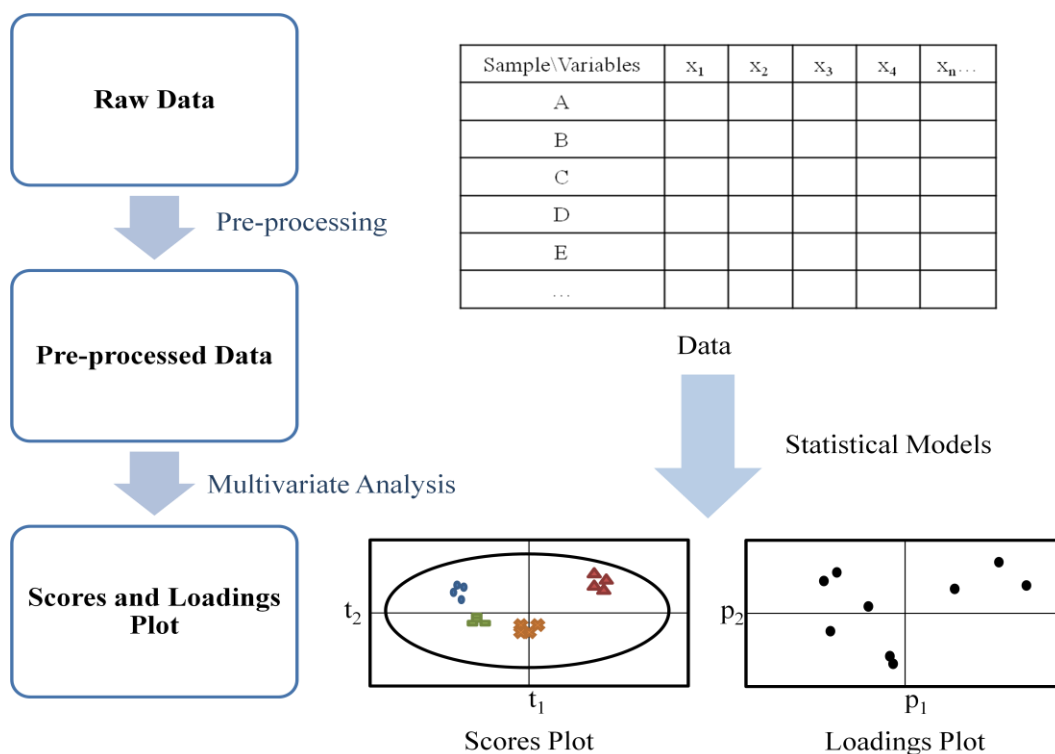 Raw Data
Pre-processing
Pre-processed Data
Multivariate Analysis
Scores and Loadings
Plot
Sample\Variables x1 x2 x3 x4 xn...
A
B
C
D
E
...
Data
Statistical Models
t2
t1
Scores Plot
p2
p1
Loadings Plot